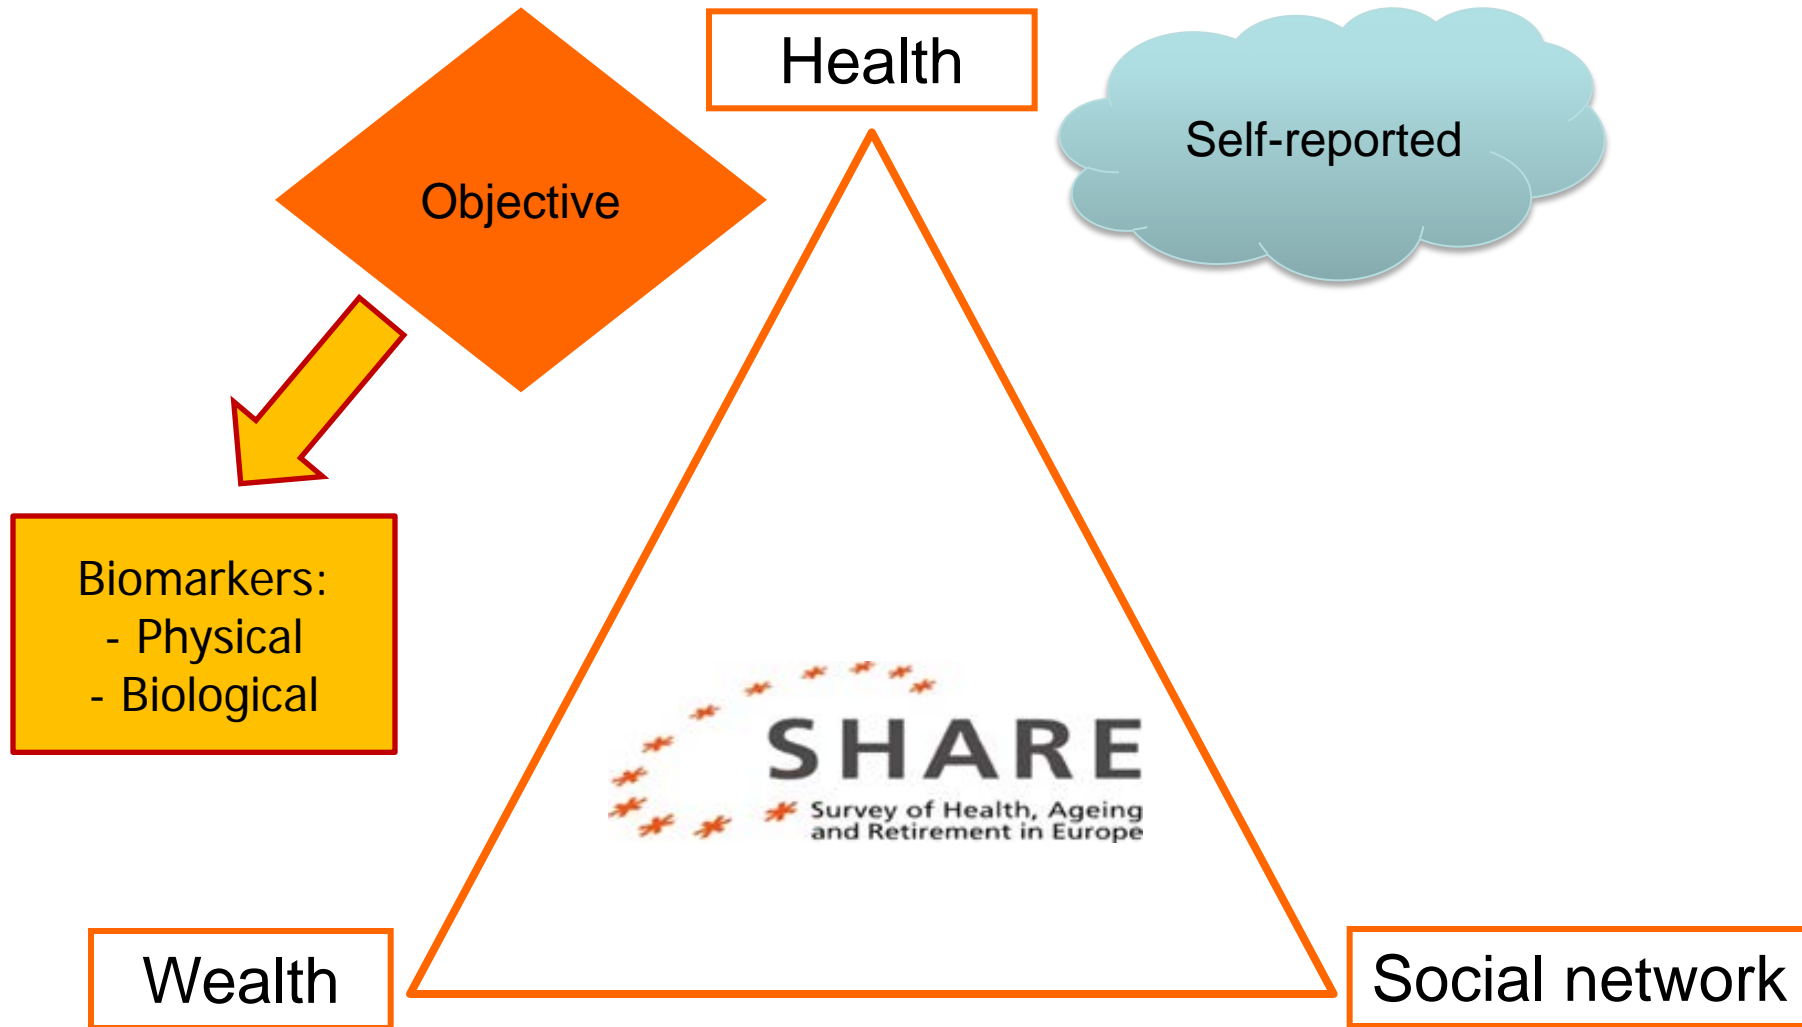 Health
Self-reported
Objective
Biomarkers:
- Physical
- Biological
SHARE
Survey of Health, Ageing
and Retirement in Europe
Wealth
Social network